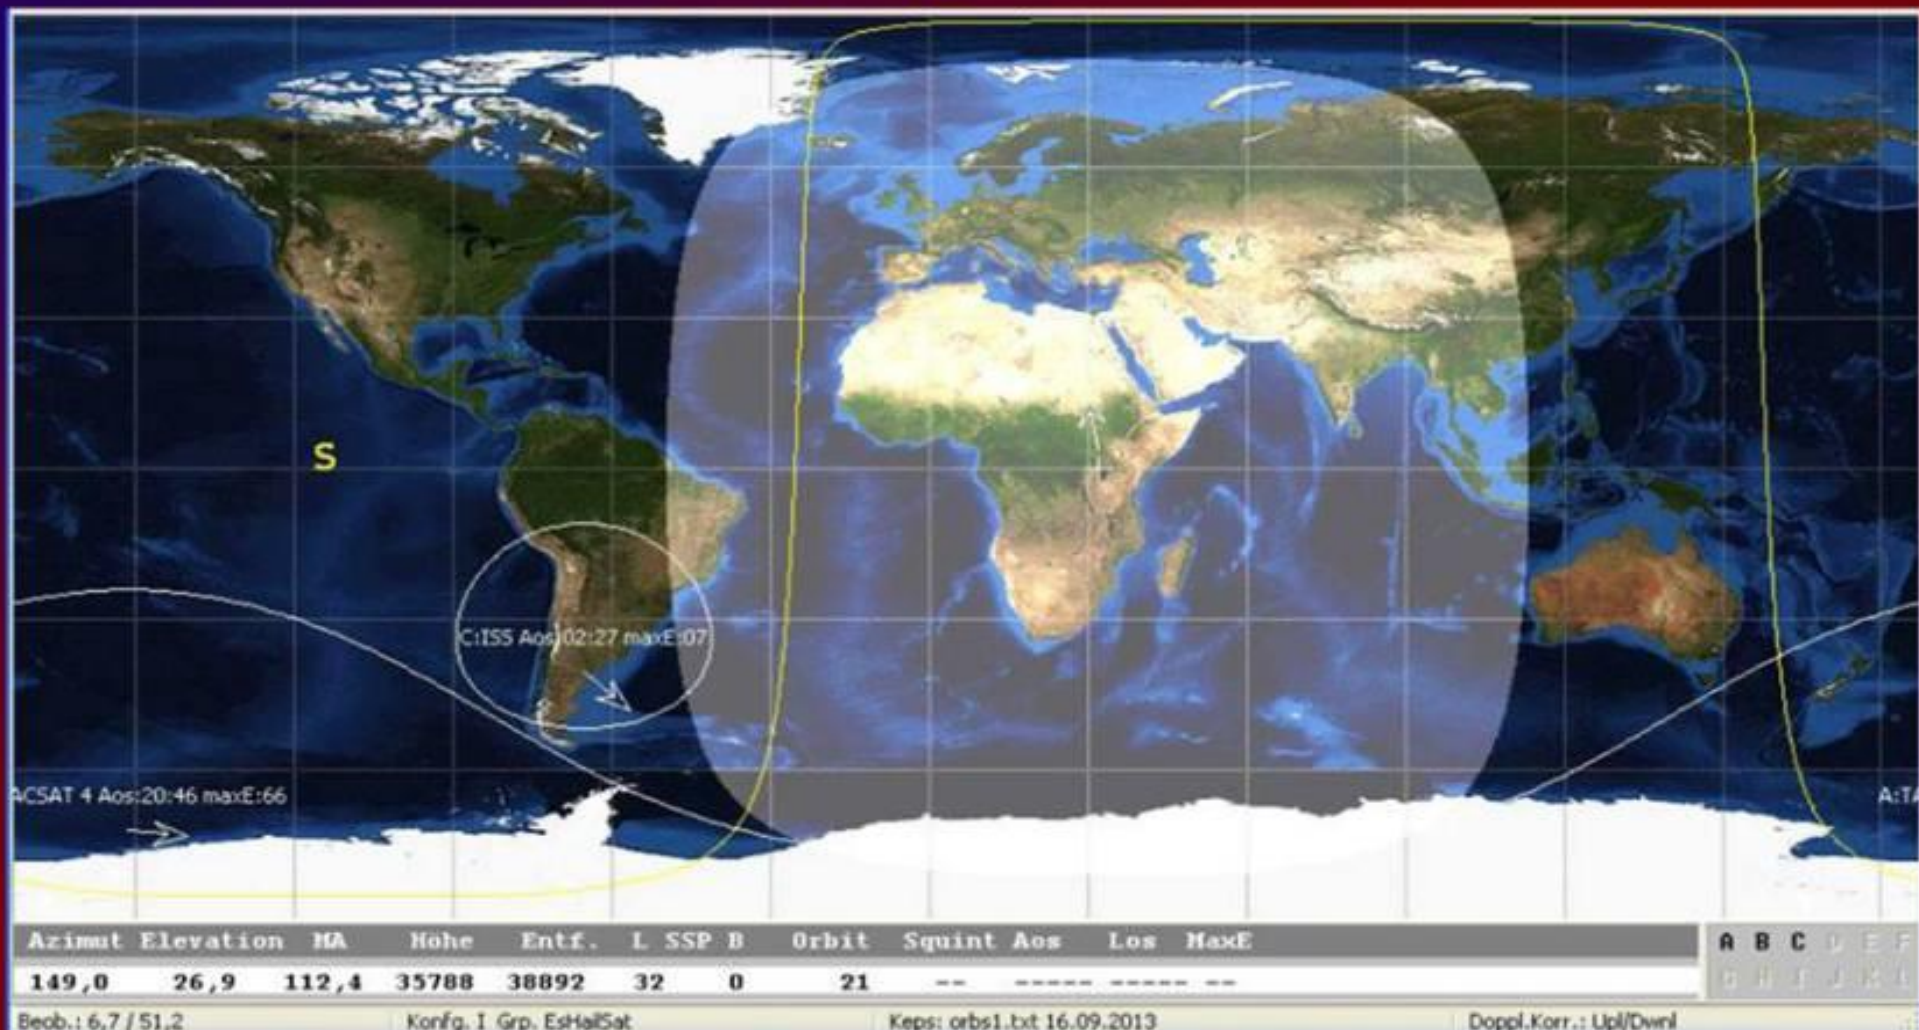 S
C:ISS Aos:02:27 maxE:07
ACSAT 4 Aos:20:46 maxE:66
A:TA
Azimut Elevation MA Höhe Entf. L SSP B Orbit Squint Aos Los MaxE
A B C D E F
149,0 26,9 112,4 35788 38892 32 0 21 -- ----- ----- --
G H I J K L
Beob.: 6,7 / 51,2 Konfg. I Grp. EsHailSat Keps: orbs1.txt 16.09.2013 Doppl.Korr.: Upl/Dwnl